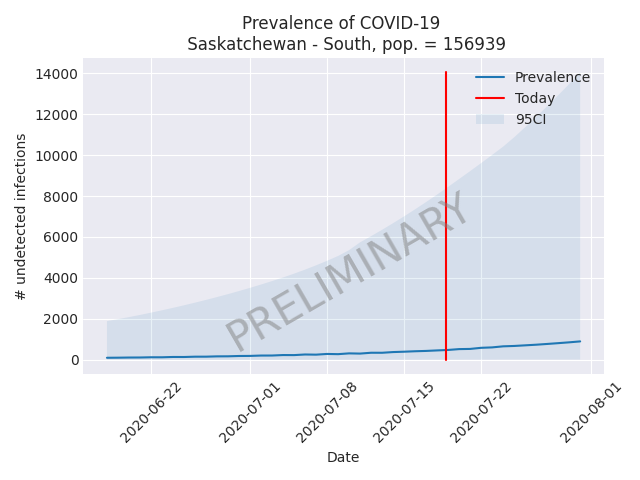 Prevalence of COVID-19
Saskatchewan - South, pop. = 156939
14000
12000
10000
8000
6000
4000
2000
0
# undetected infections
Prevalence
Today
95CI
PRELIMINARY
2020-06-22
2020-07-01
2020-07-08
2020-07-15
2020-07-22
2020-08-01
Date